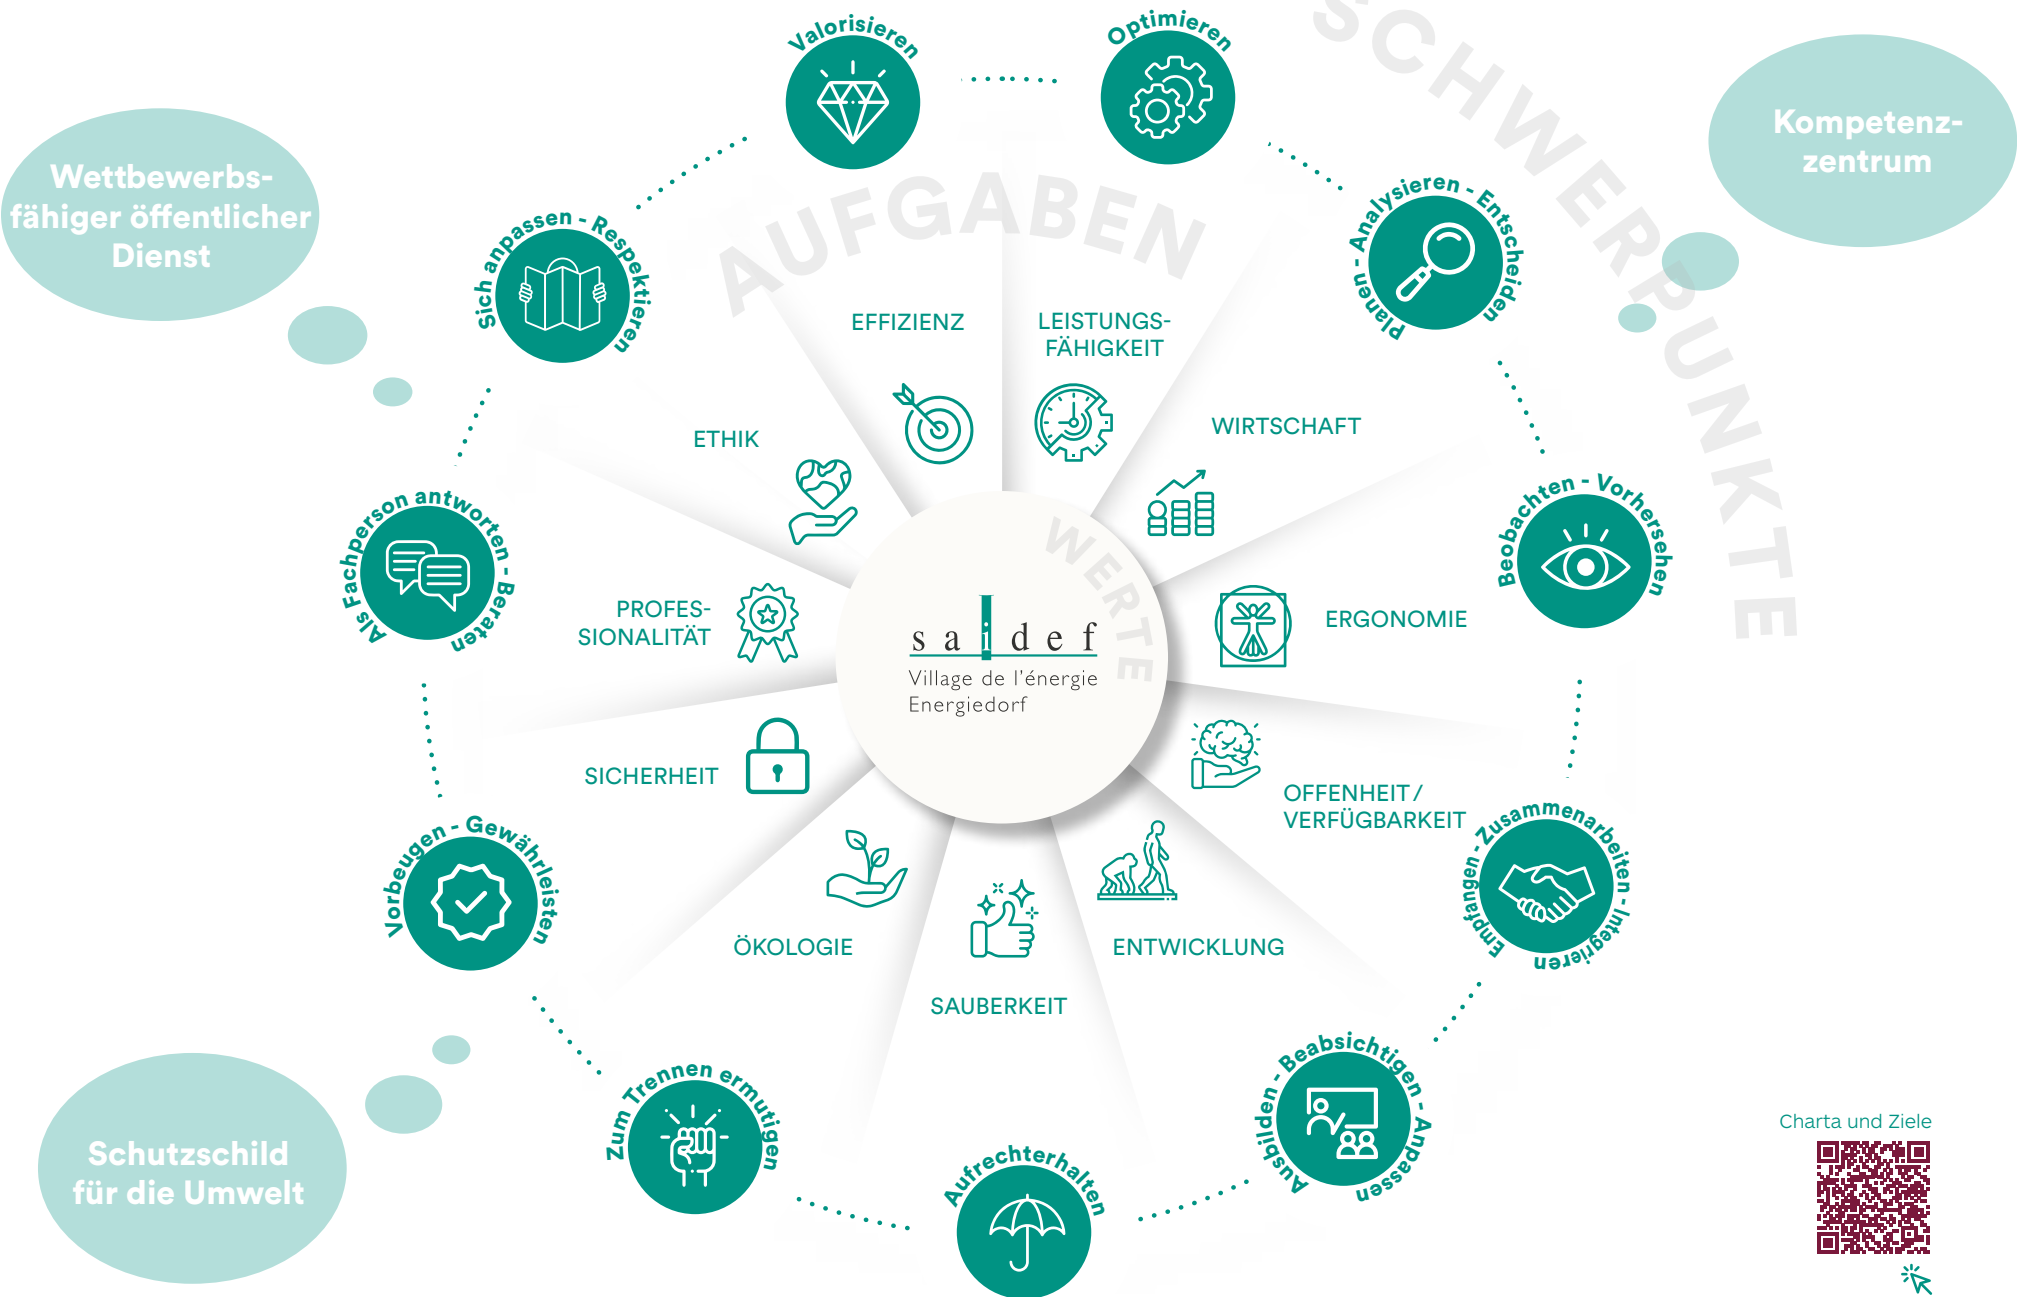 SCHWERPUNKTE
AUFGABEN
WERTE
Valorisieren
Optimieren
Planen - Analysieren - Entscheiden
Beobachten - Vorhersehen
Empfangen - Zusammenarbeiten - Integrieren
Ausbilden - Beabsichtigen - Anpassen
Aufrechterhalten
Zum Trennen ermutigen
Vorbeugen - Gewährleisten
Als Fachperson antworten - Beraten
Sich anpassen - Respektieren
Wettbewerbs-
fähiger öffentlicher
Dienst
Kompetenz-
zentrum
Schutzschild
für die Umwelt
EFFIZIENZ
LEISTUNGS-
FÄHIGKEIT
WIRTSCHAFT
ERGONOMIE
OFFENHEIT /
VERFÜGBARKEIT
ENTWICKLUNG
SAUBERKEIT
ÖKOLOGIE
SICHERHEIT
PROFES-
SIONALITÄT
ETHIK
saidef
Village de l'énergie
Energiedorf
Charta und Ziele